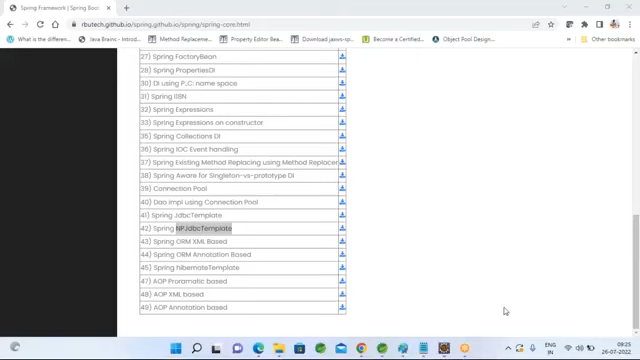 Spring Framework | Spring Boot
rbutech.github.io/spring.github.io/spring/spring-core.html
What is the differen...
Java Brains - Innov...
Method Replacement...
Property Editor Bea...
Download jaxws-sp...
Become a Certified...
Object Pool Design...
Other bookmarks
27) Spring FactoryBean
28) Spring PropertiesDI
30) DI using P:,C: name space
31) Spring I18N
32) Spring Expressions
33) Spring Expressions on constructor
35) Spring Collections DI
36) Spring IOC Event handling
37) Spring Existing Method Replacing using Method Replacer
38) Spring Aware for Singleton-vs-prototype DI
39) Connection Pool
40) Dao Impl using Connection Pool
41) Spring JdbcTemplate
42) Spring NPJdbcTemplate
43) Spring ORM XML Based
44) Spring ORM Annotation Based
45) Spring hibernateTemplate
47) AOP Proramatic based
48) AOP XML based
49) AOP Annotation based
ENG
IN
09:25
26-07-2022